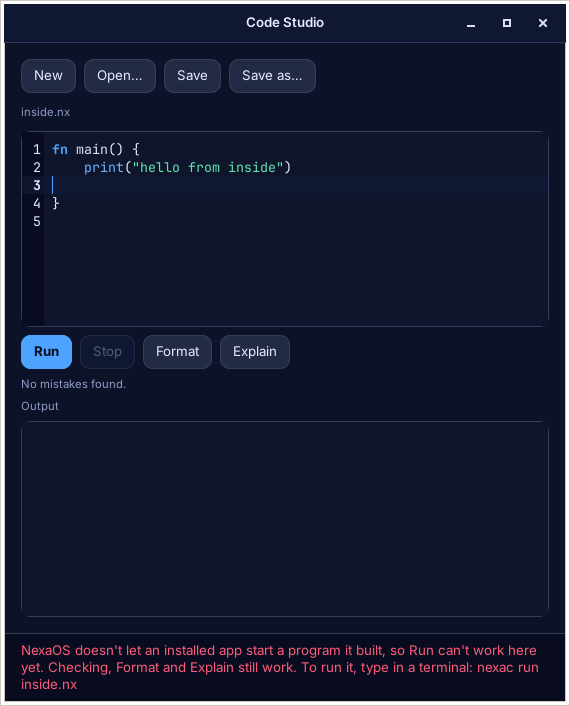 Code Studio
New Open... Save Save as...
inside.nx
1 fn main() {
2     print("hello from inside")
3
4 }
5
Run Stop Format Explain
No mistakes found.
Output
NexaOS doesn't let an installed app start a program it built, so Run can't work here
yet. Checking, Format and Explain still work. To run it, type in a terminal: nexac run
inside.nx